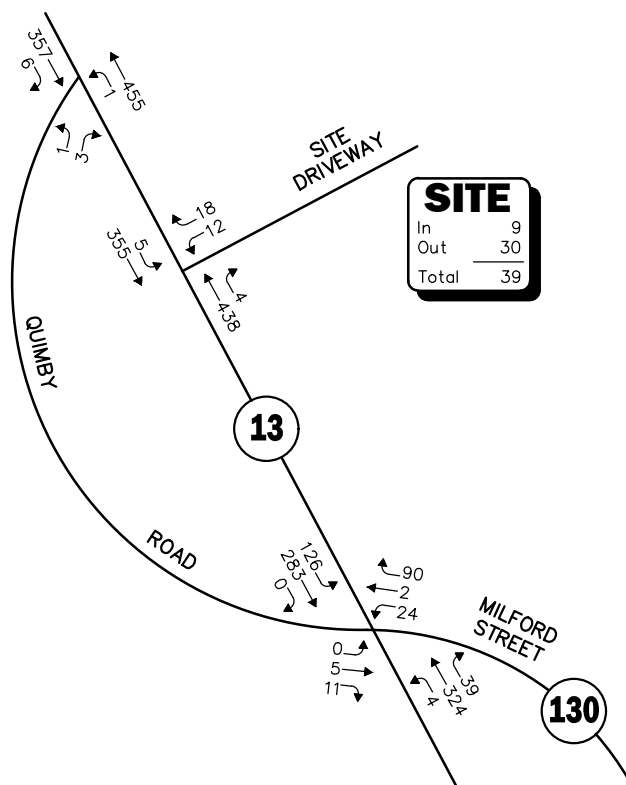 357
6
455
1
1
3
SITE
DRIVEWAY
18
12
5
355
4
438
SITE
In 9
Out 30
Total 39
QUIMBY
13
ROAD
126
283
0
90
2
24
MILFORD
STREET
0
5
11
39
324
4
130